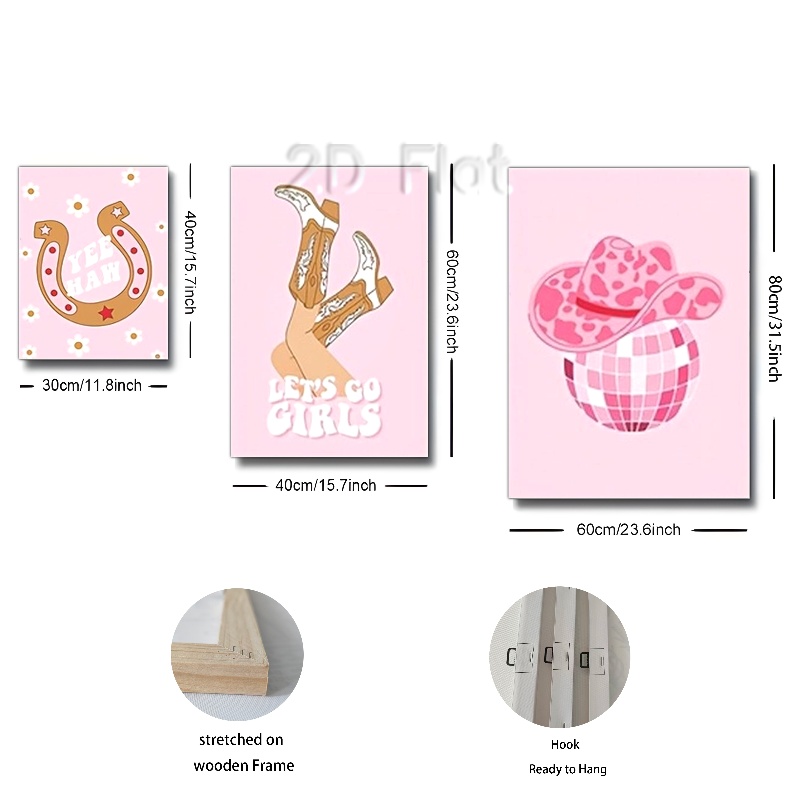 2D Flat
YEE
HAW
40cm/15.7inch
30cm/11.8inch
LET'S GO
GIRLS
60cm/23.6inch
40cm/15.7inch
80cm/31.5inch
60cm/23.6inch
stretched on
wooden Frame
Hook
Ready to Hang